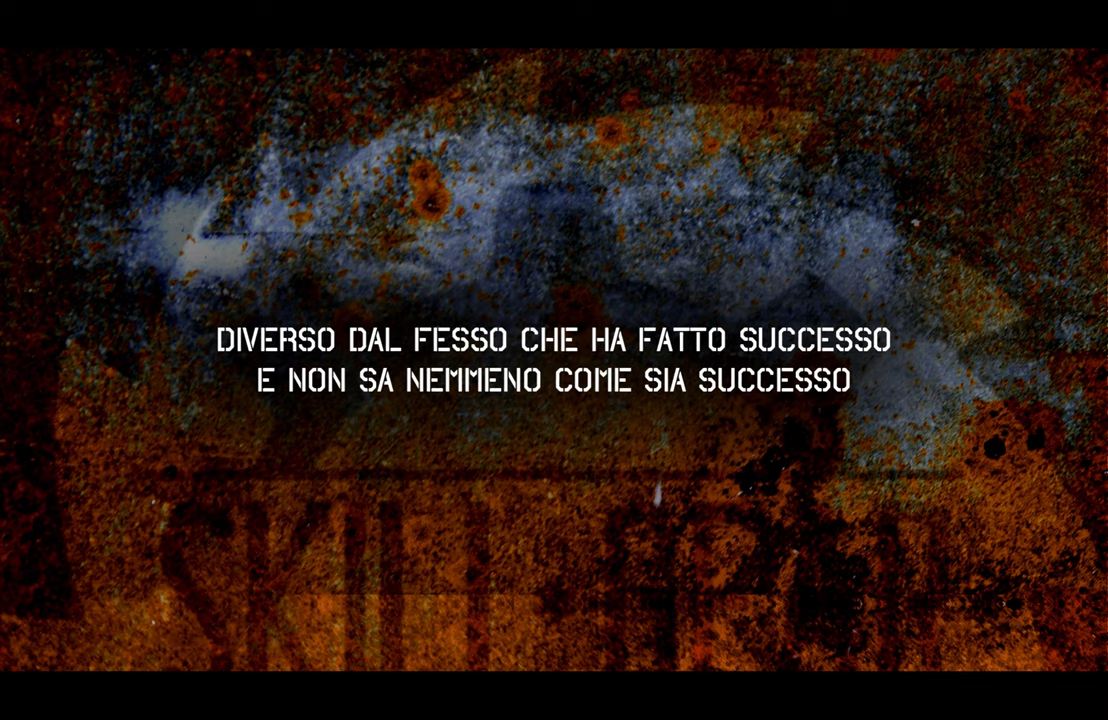 DIVERSO DAL FESSO CHE HA FATTO SUCCESSO
E NON SA NEMMENO COME SIA SUCCESSO